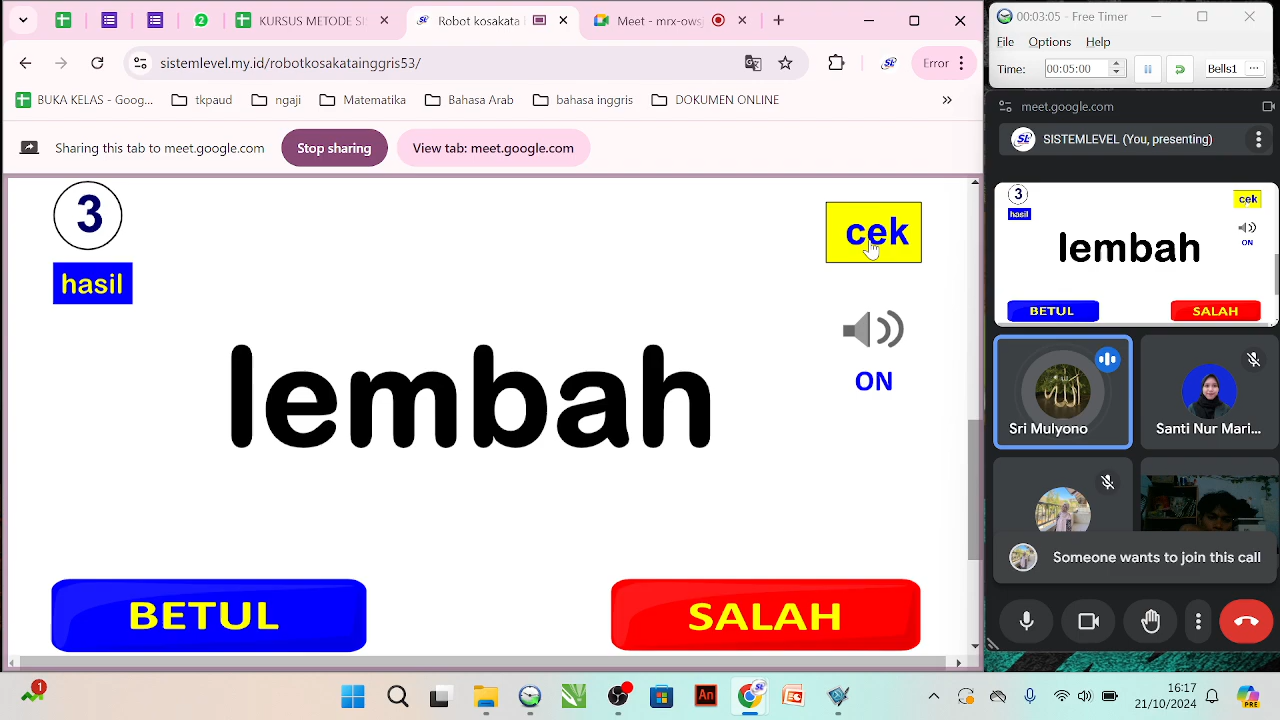 KURSUS METODE S
2
Robot kosakata
Meet - mrx-ows
sistemlevel.my.id/robotkosakatainggris53/
Error
BUKA KELAS - Goog...
tkpaud
ngaji
Matematika
Bahasa Arab
bahasa inggris
DOKUMEN ONLINE
Sharing this tab to meet.google.com
Stop sharing
View tab: meet.google.com
3
cek
hasil
lembah
ON
BETUL
SALAH
00:03:05 - Free Timer
File
Options
Help
Time:
00:05:00
Bells1
...
meet.google.com
SISTEMLEVEL (You, presenting)
3
hasil
cek
lembah
ON
BETUL
SALAH
Sri Mulyono
Santi Nur Mari...
Someone wants to join this call
1
An
16:17
21/10/2024
PRE